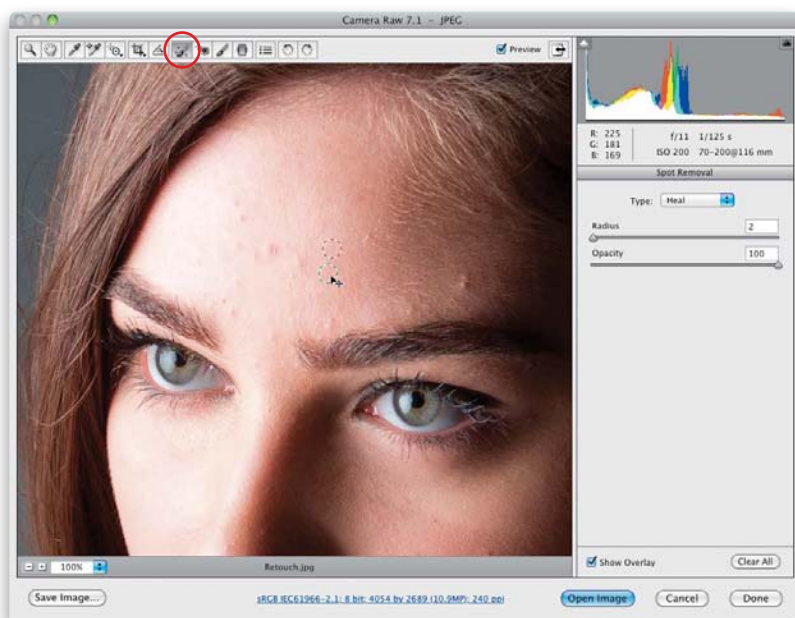 Camera Raw 7.1 – JPEG
Preview
R: 225
G: 181
B: 169
f/11 1/125 s
ISO 200 70–200@116 mm
Spot Removal
Type: Heal
Radius 2
Opacity 100
100%
Retouch.jpg
Show Overlay
Clear All
Save Image...
sRGB IEC61966-2.1; 8 bit; 4054 by 2689 (10.9MP); 240 ppi
Open Image
Cancel
Done